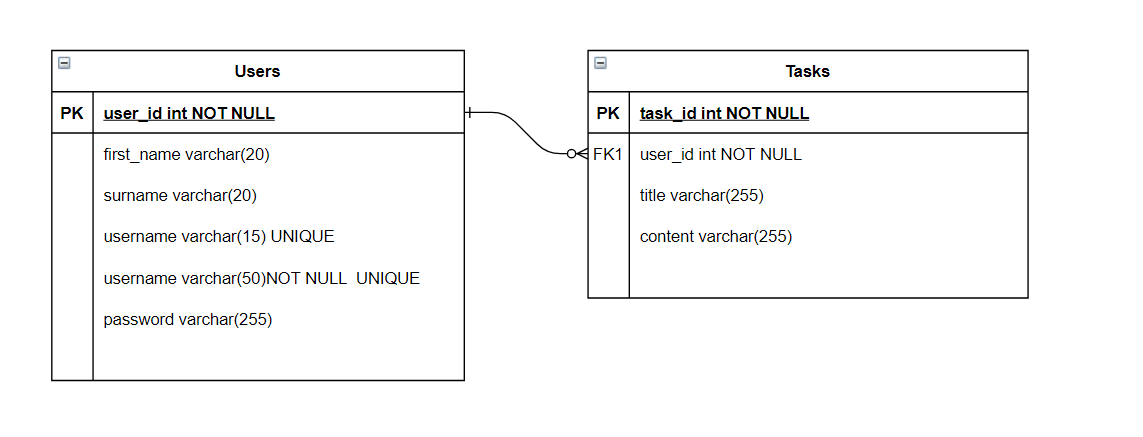 Users
PK user_id int NOT NULL
first_name varchar(20)
surname varchar(20)
username varchar(15) UNIQUE
username varchar(50)NOT NULL  UNIQUE
password varchar(255)
Tasks
PK task_id int NOT NULL
FK1 user_id int NOT NULL
title varchar(255)
content varchar(255)